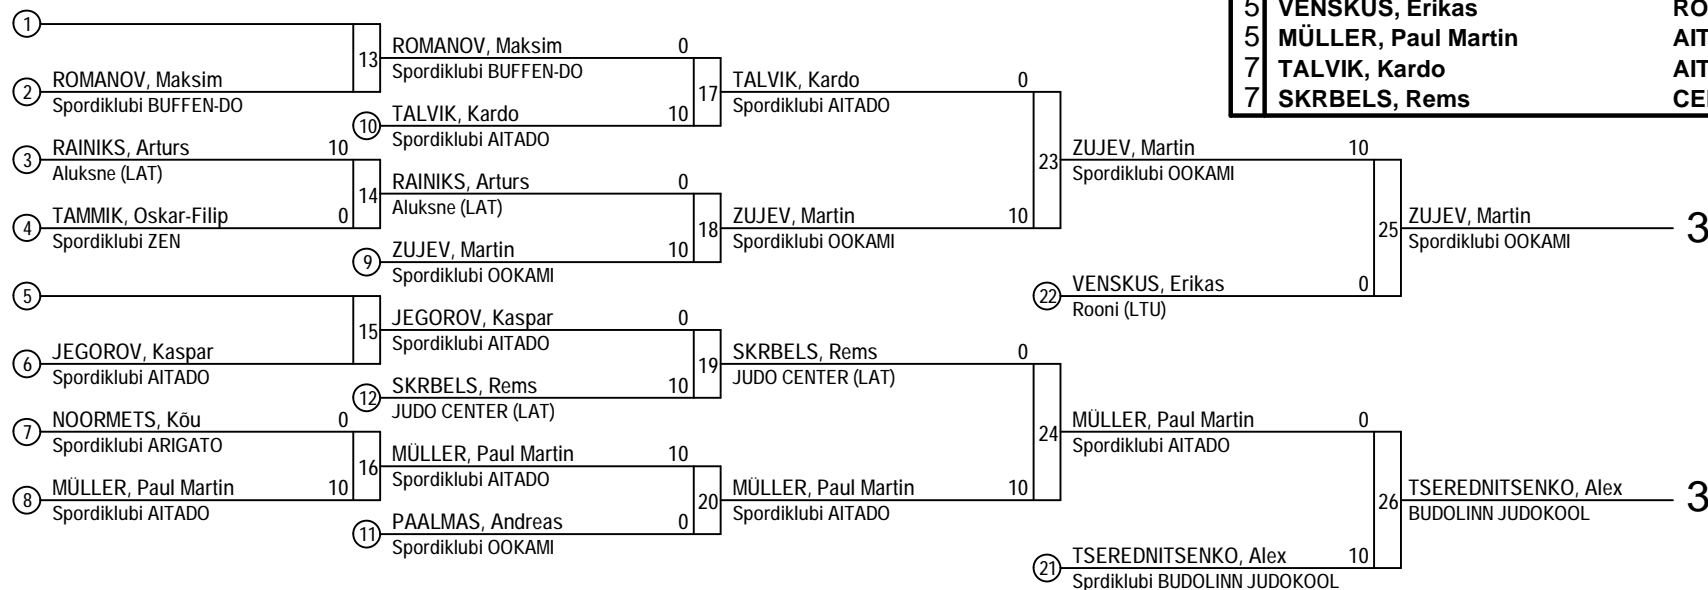 5 VENSKUS, Erikas
5 MÜLLER, Paul Martin
7 TALVIK, Kardo
7 SKRBELS, Rems
1
2 ROMANOV, Maksim
Spordiklubi BUFFEN-DO
3 RAINIKS, Arturs 10
Aluksne (LAT)
4 TAMMIK, Oskar-Filip 0
Spordiklubi ZEN
5
6 JEGOROV, Kaspar
Spordiklubi AITADO
7 NOORMETS, Kõu 0
Spordiklubi ARIGATO
8 MÜLLER, Paul Martin 10
Spordiklubi AITADO
13 ROMANOV, Maksim 0
Spordiklubi BUFFEN-DO
10 TALVIK, Kardo 10
Spordiklubi AITADO
14 RAINIKS, Arturs 0
Aluksne (LAT)
9 ZUJEV, Martin 10
Spordiklubi OOKAMI
15 JEGOROV, Kaspar 0
Spordiklubi AITADO
12 SKRBELS, Rems 10
JUDO CENTER (LAT)
16 MÜLLER, Paul Martin 10
Spordiklubi AITADO
11 PAALMAS, Andreas 0
Spordiklubi OOKAMI
17 TALVIK, Kardo 0
Spordiklubi AITADO
18 ZUJEV, Martin 10
Spordiklubi OOKAMI
19 SKRBELS, Rems 0
JUDO CENTER (LAT)
20 MÜLLER, Paul Martin 10
Spordiklubi AITADO
23 ZUJEV, Martin 10
Spordiklubi OOKAMI
22 VENSKUS, Erikas 0
Rooni (LTU)
24 MÜLLER, Paul Martin 0
Spordiklubi AITADO
21 TSEREDNITSENKO, Alex 10
Sprdiklubi BUDOLINN JUDOKOOL
25 ZUJEV, Martin 3
Spordiklubi OOKAMI
26 TSEREDNITSENKO, Alex 3
BUDOLINN JUDOKOOL